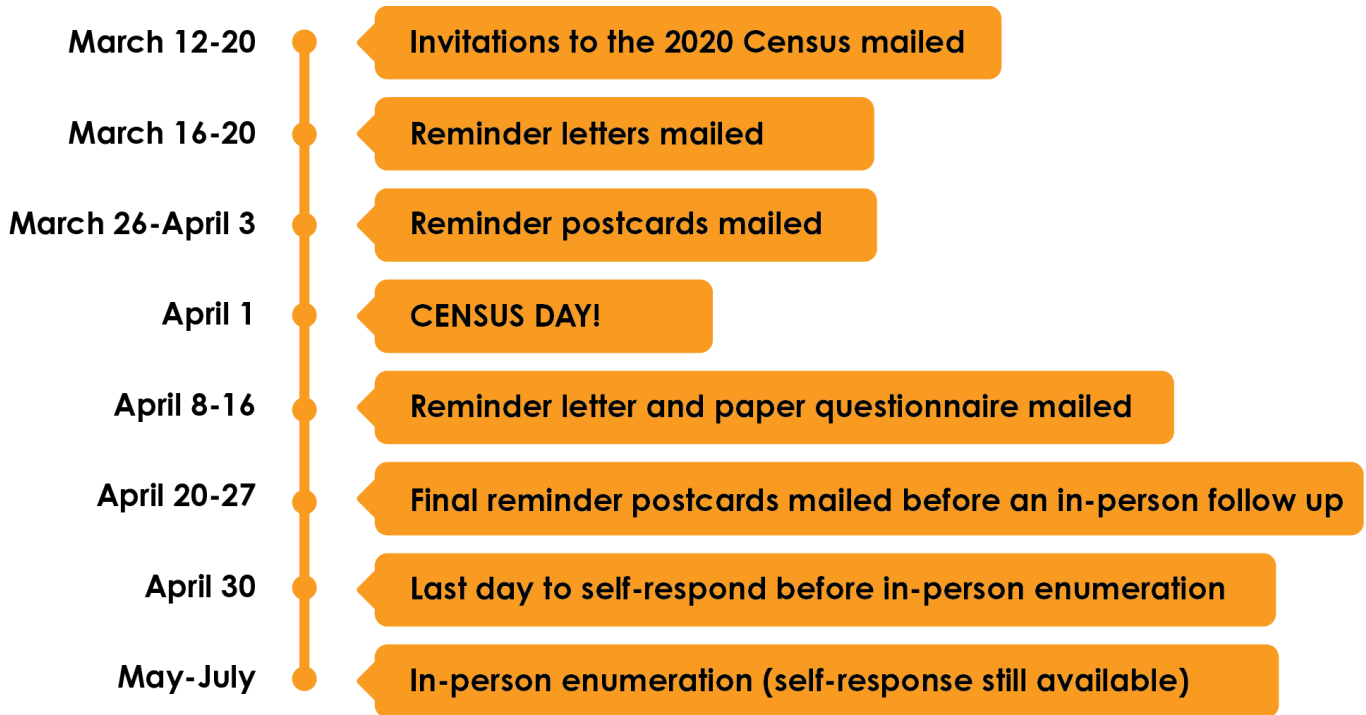 March 12-20 Invitations to the 2020 Census mailed
March 16-20 Reminder letters mailed
March 26-April 3 Reminder postcards mailed
April 1 CENSUS DAY!
April 8-16 Reminder letter and paper questionnaire mailed
April 20-27 Final reminder postcards mailed before an in-person follow up
April 30 Last day to self-respond before in-person enumeration
May-July In-person enumeration (self-response still available)